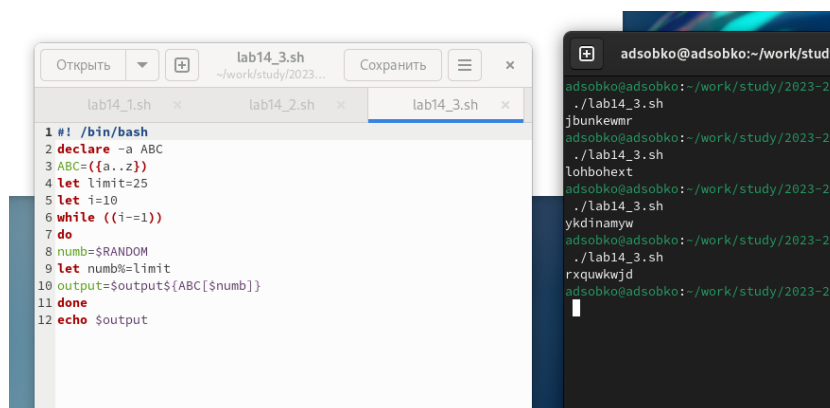 Открыть
lab14_3.sh
~/work/study/2023...
Сохранить
lab14_1.sh
lab14_2.sh
lab14_3.sh
1 #! /bin/bash
2 declare -a ABC
3 ABC=({a..z})
4 let limit=25
5 let i=10
6 while ((i-=1))
7 do
8 numb=$RANDOM
9 let numb%=limit
10 output=$output${ABC[$numb]}
11 done
12 echo $output
adsobko@adsobko:~/work/stud
adsobko@adsobko:~/work/study/2023-2
./lab14_3.sh
jbunkewmr
adsobko@adsobko:~/work/study/2023-2
./lab14_3.sh
lohbohext
adsobko@adsobko:~/work/study/2023-2
./lab14_3.sh
ykdinamyw
adsobko@adsobko:~/work/study/2023-2
./lab14_3.sh
rxquwkwjd
adsobko@adsobko:~/work/study/2023-2